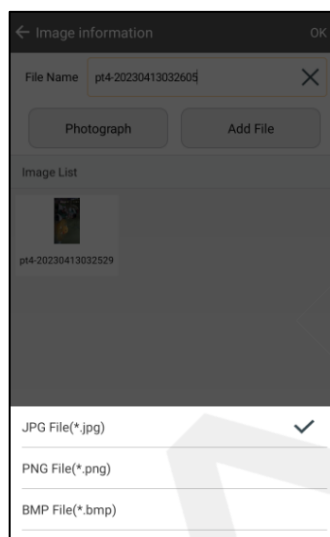 ← Image information OK
File Name pt4-20230413032605
Photograph Add File
Image List
pt4-20230413032529
JPG File(*.jpg)
PNG File(*.png)
BMP File(*.bmp)